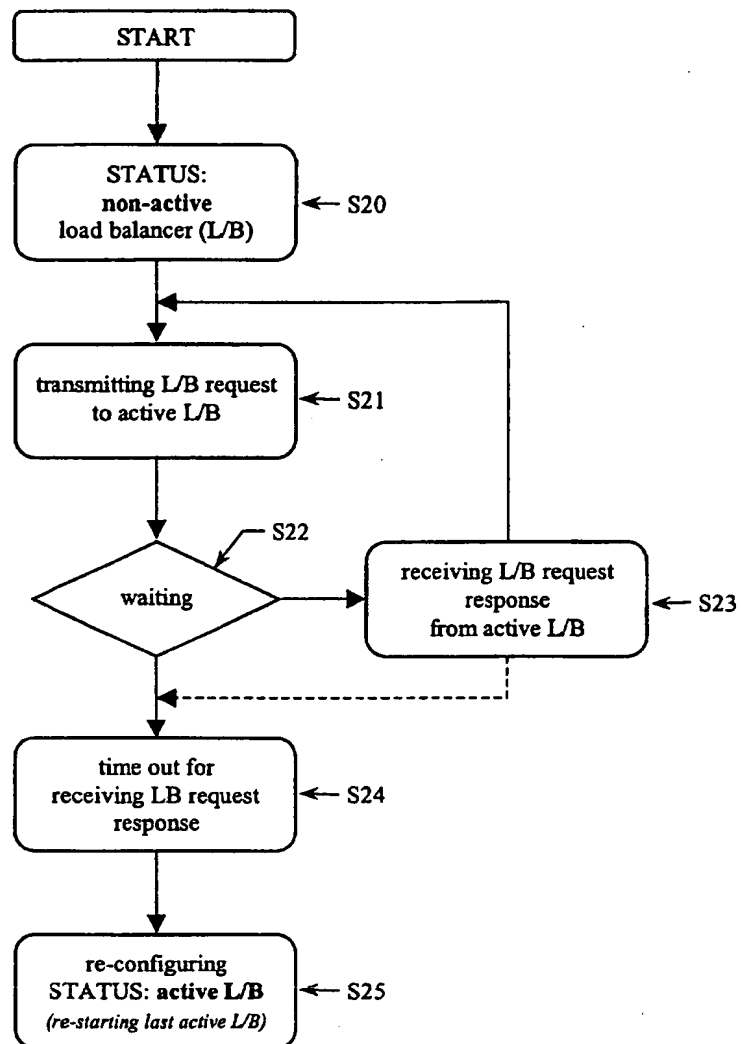 START
STATUS:
non-active
load balancer (L/B)
S20
transmitting L/B request
to active L/B
S21
S22
waiting
receiving L/B request
response
from active L/B
S23
time out for
receiving LB request
response
S24
re-configuring
STATUS: active L/B
(re-starting last active L/B)
S25